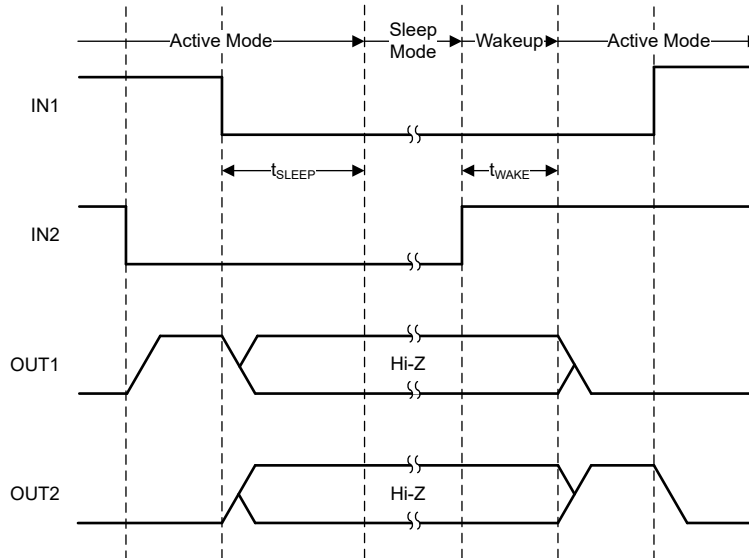 Active Mode
Sleep
Mode
Wakeup
Active Mode
IN1
tSLEEP
tWAKE
IN2
OUT1
Hi-Z
OUT2
Hi-Z